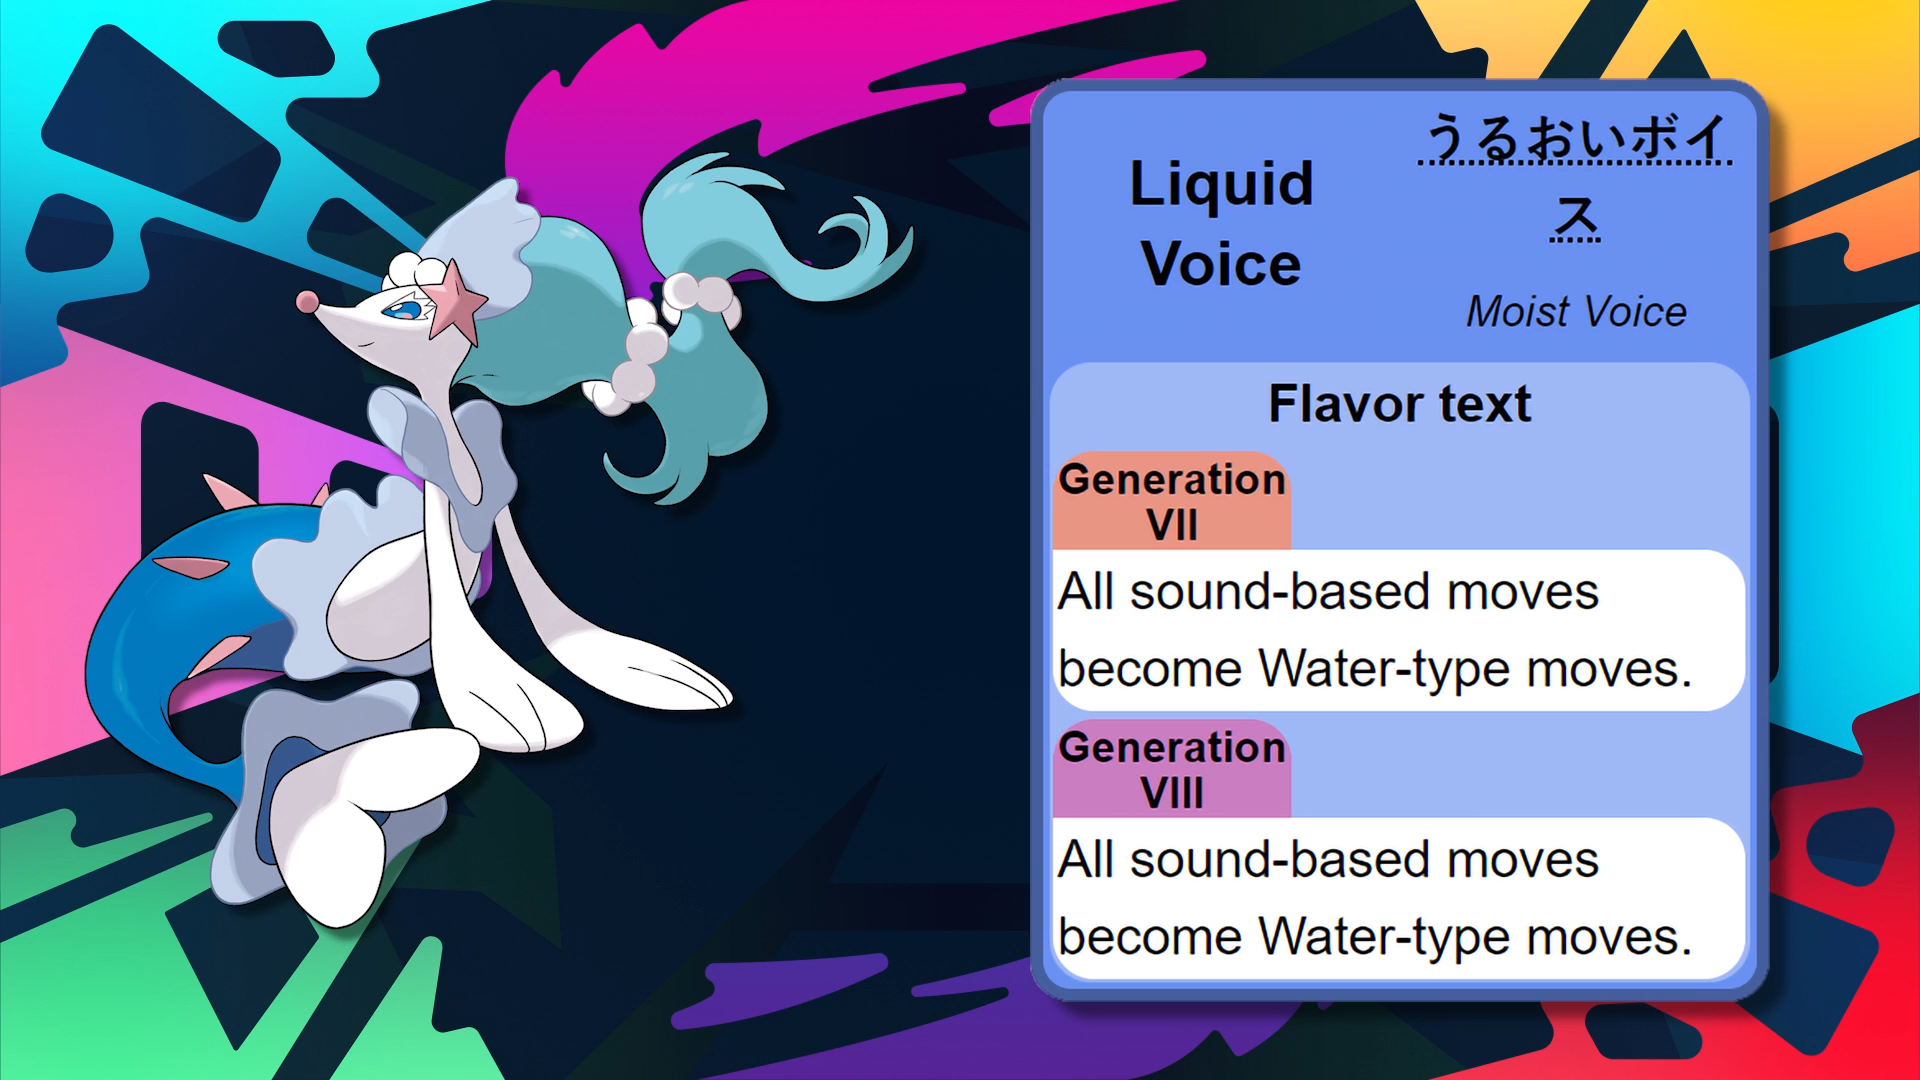 Liquid
Voice
うるおいボイ
ス
Moist Voice
Flavor text
Generation
VII
All sound-based moves
become Water-type moves.
Generation
VIII
All sound-based moves
become Water-type moves.